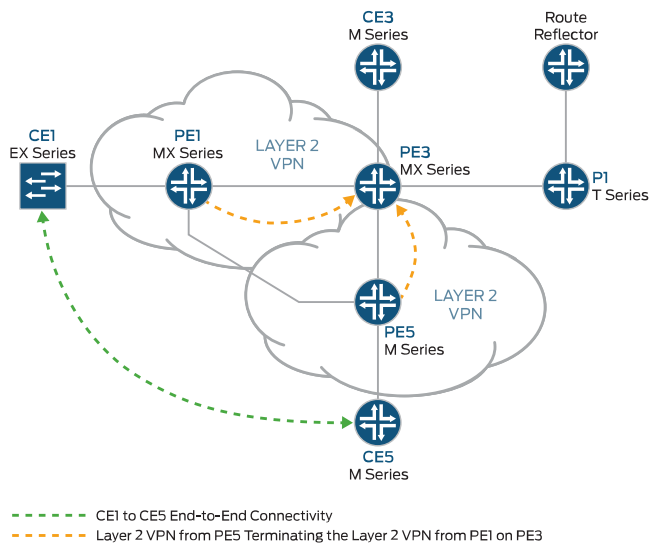 CE3
M Series
Route
Reflector
CE1
EX Series
PE1
MX Series
LAYER 2
VPN
PE3
MX Series
P1
T Series
LAYER 2
VPN
PE5
M Series
CE5
M Series
CE1 to CE5 End-to-End Connectivity
Layer 2 VPN from PE5 Terminating the Layer 2 VPN from PE1 on PE3